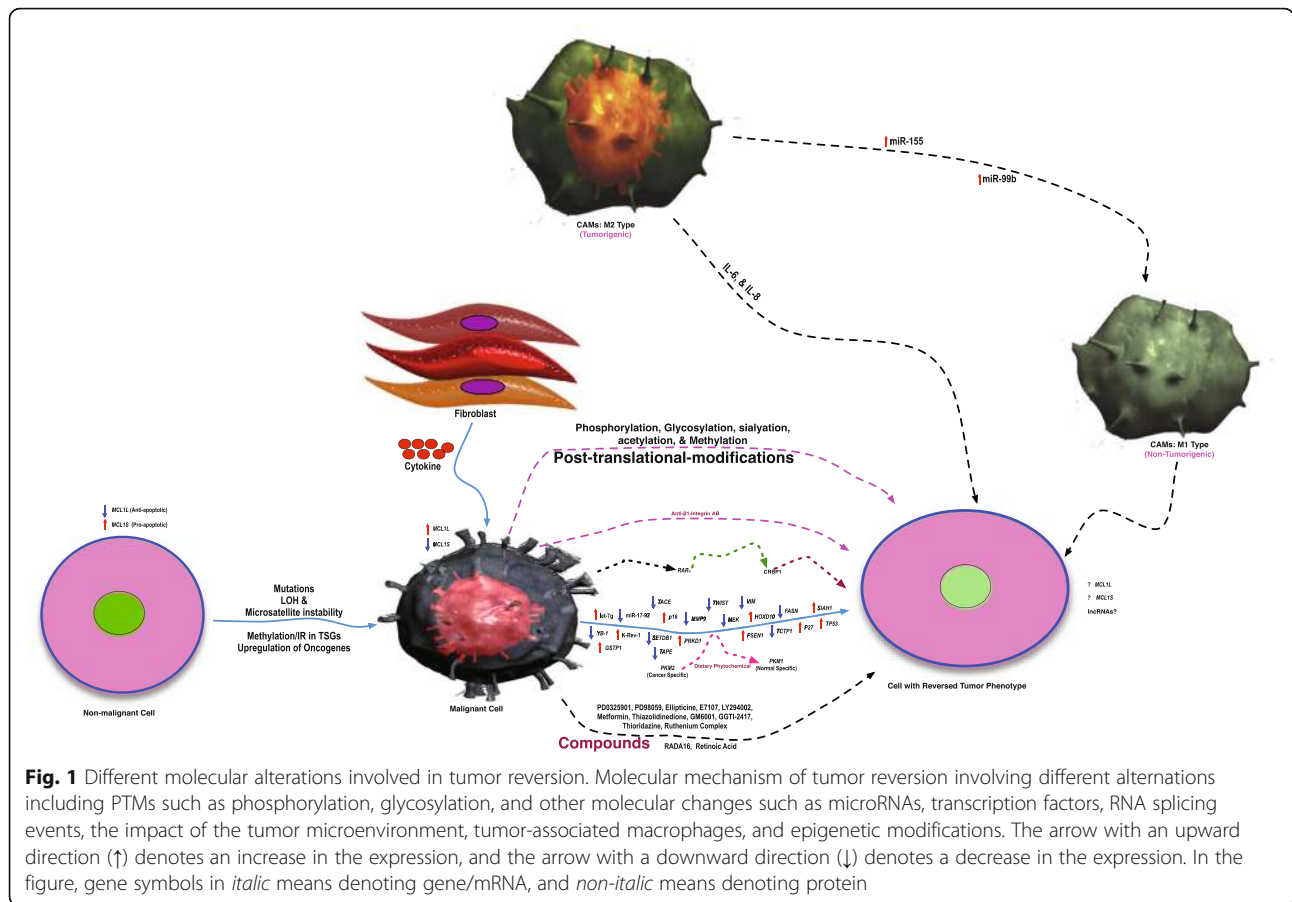 ↑miR-155
↑miR-99b
CAMs: M2 Type
(Tumorigenic)
IL-6, & IL-8
CAMs: M1 Type
(Non-Tumorigenic)
Fibroblast
Cytokine
Phosphorylation, Glycosylation, sialyation,
acetylation, & Methylation
Post-translational-modifications
Anti-β1-Integrin AB
↓ MCL1L (Anti-apoptotic)
↑ MCL1S (Pro-apoptotic)
↑ MCL1L
↓ MCL1S
Mutations
LOH &
Microsatellite instability
Methylation/IR in TSGs
Upregulation of Oncogenes
CRBP1
↑ let-7g ↓ miR-17-92 ↓ TACE ↑ p16 ↓ MMP9 ↓ TWIST ↓ MEK ↓ VIM ↑ HOXD10 ↓ FASN ↑ SIAH1
↓ YB-1 ↑ K-Rev-1 ↓ SETDB1 ↑ PRKD1 ↑ PSEN1 ↓ TCTP1 ↑ P27 ↑ TP53
↑ GSTP1 ↓ TAPE
PKM2
(Cancer Specific)
Dietary Phytochemical
PKM1
(Normal Specific)
? MCL1L
? MCL1S
lncRNAs?
Non-malignant Cell
Malignant Cell
Cell with Reversed Tumor Phenotype
PD0325901, PD98059, Ellipticine, E7107, LY294002,
Metformin, Thiazolidinedione, GM6001, GGTI-2417,
Thioridazine, Ruthenium Complex
Compounds RADA16, Retinoic Acid
Fig. 1 Different molecular alterations involved in tumor reversion. Molecular mechanism of tumor reversion involving different alternations
including PTMs such as phosphorylation, glycosylation, and other molecular changes such as microRNAs, transcription factors, RNA splicing
events, the impact of the tumor microenvironment, tumor-associated macrophages, and epigenetic modifications. The arrow with an upward
direction (↑) denotes an increase in the expression, and the arrow with a downward direction (↓) denotes a decrease in the expression. In the
figure, gene symbols in italic means denoting gene/mRNA, and non-italic means denoting protein